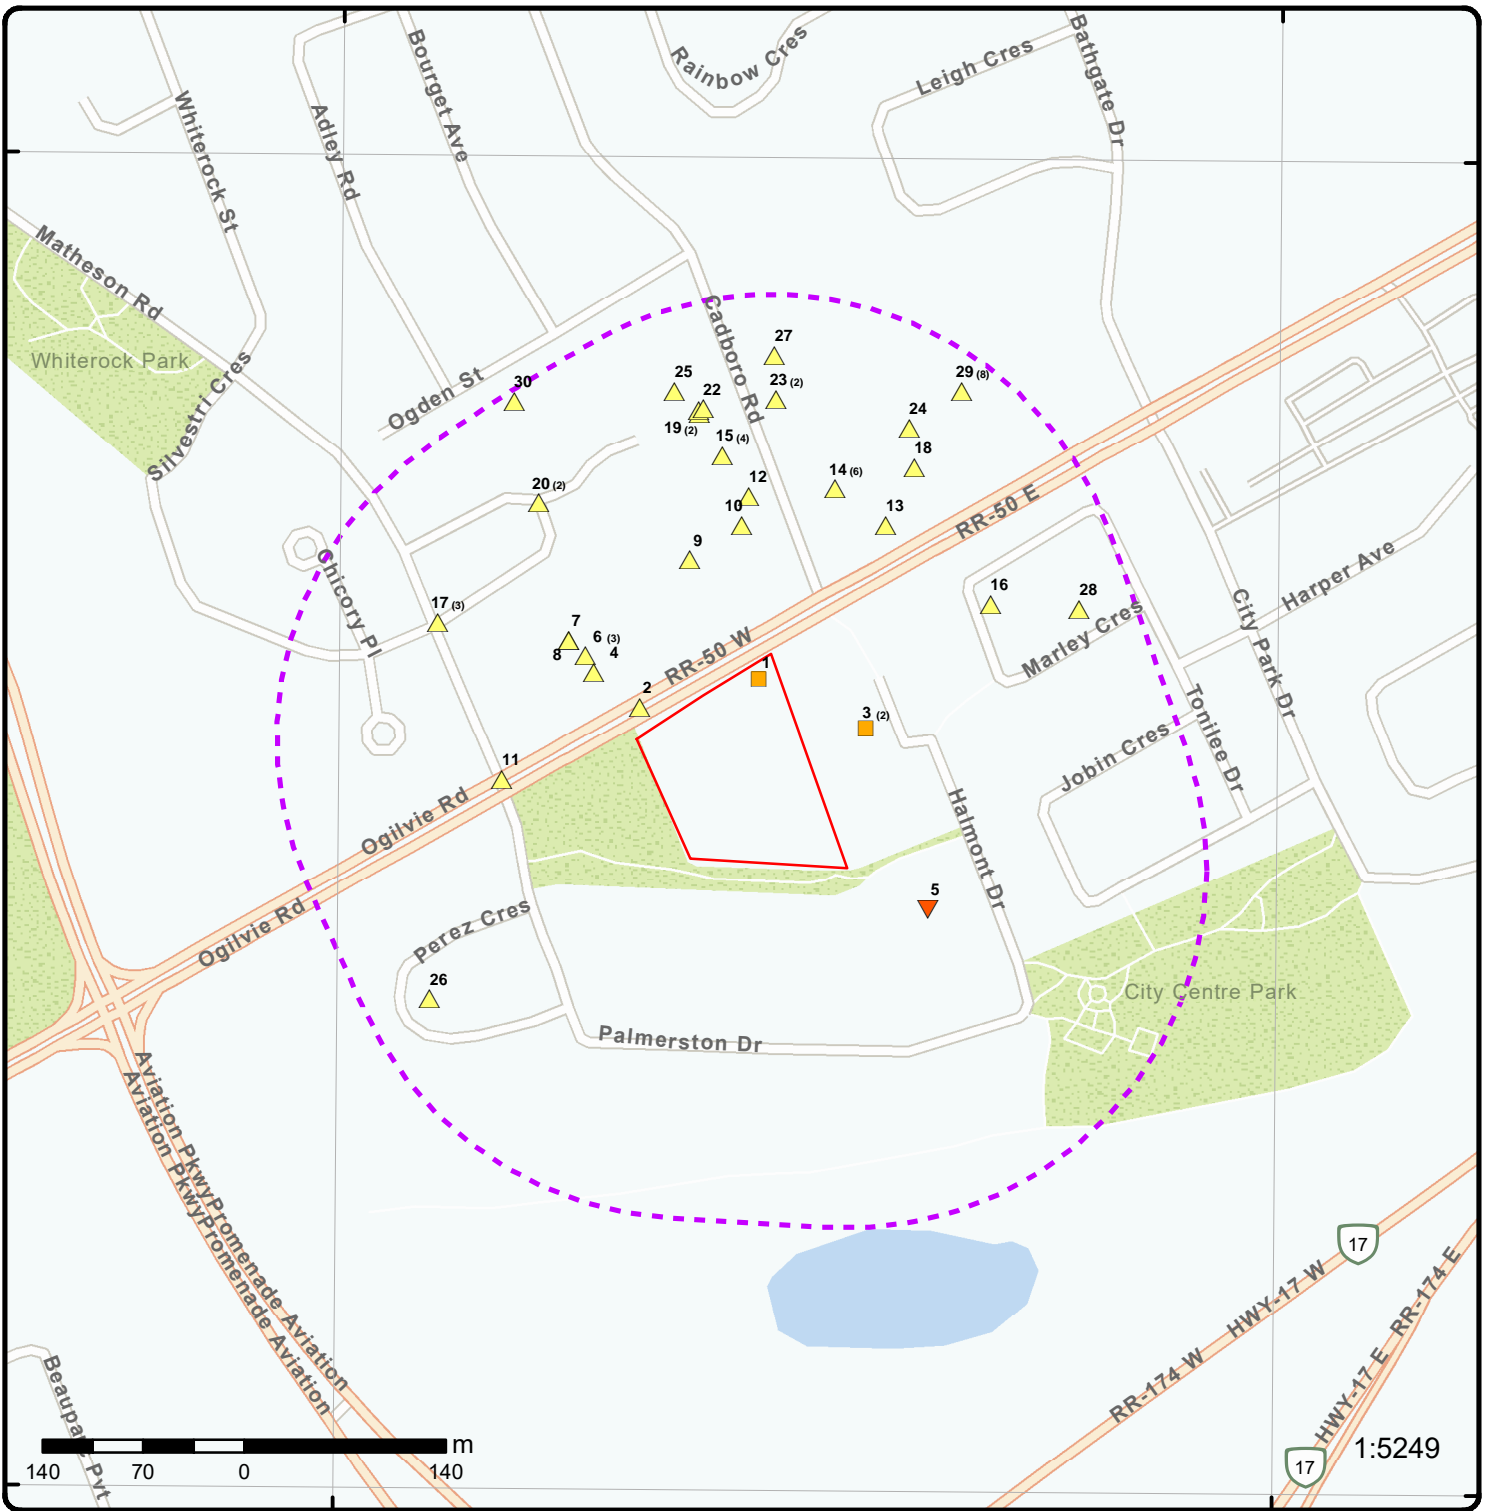 Rainbow Cres
Leigh Cres
Bathgate Dr
Bourget Ave
Whiterock St
Adley Rd
Matheson Rd
Whiterock Park
Silvestri Cres
Ogden St
Cadboro Rd
27
25
22
23 (2)
29 (8)
30
19 (2)
24
15 (4)
18
20 (2)
12
14 (6)
10
13
RR-50 E
9
Chicory Pl
17 (3)
16
28
Marley Cres
City Park Dr
Harper Ave
7
6 (3)
8
4
RR-50 W
1
2
3 (2)
Tonilee Dr
Jobin Cres
11
Ogilvie Rd
Halmont Dr
5
Ogilvie Rd
Perez Cres
26
City Centre Park
Palmerston Dr
Aviation Pkwy
Promenade Aviation
Aviation Pkwy
Promenade Aviation
17
HWY-17 W
RR-174 E
RR-174 W
HWY-17 E
17
Pvt
m
140 70 0 140
1:5249